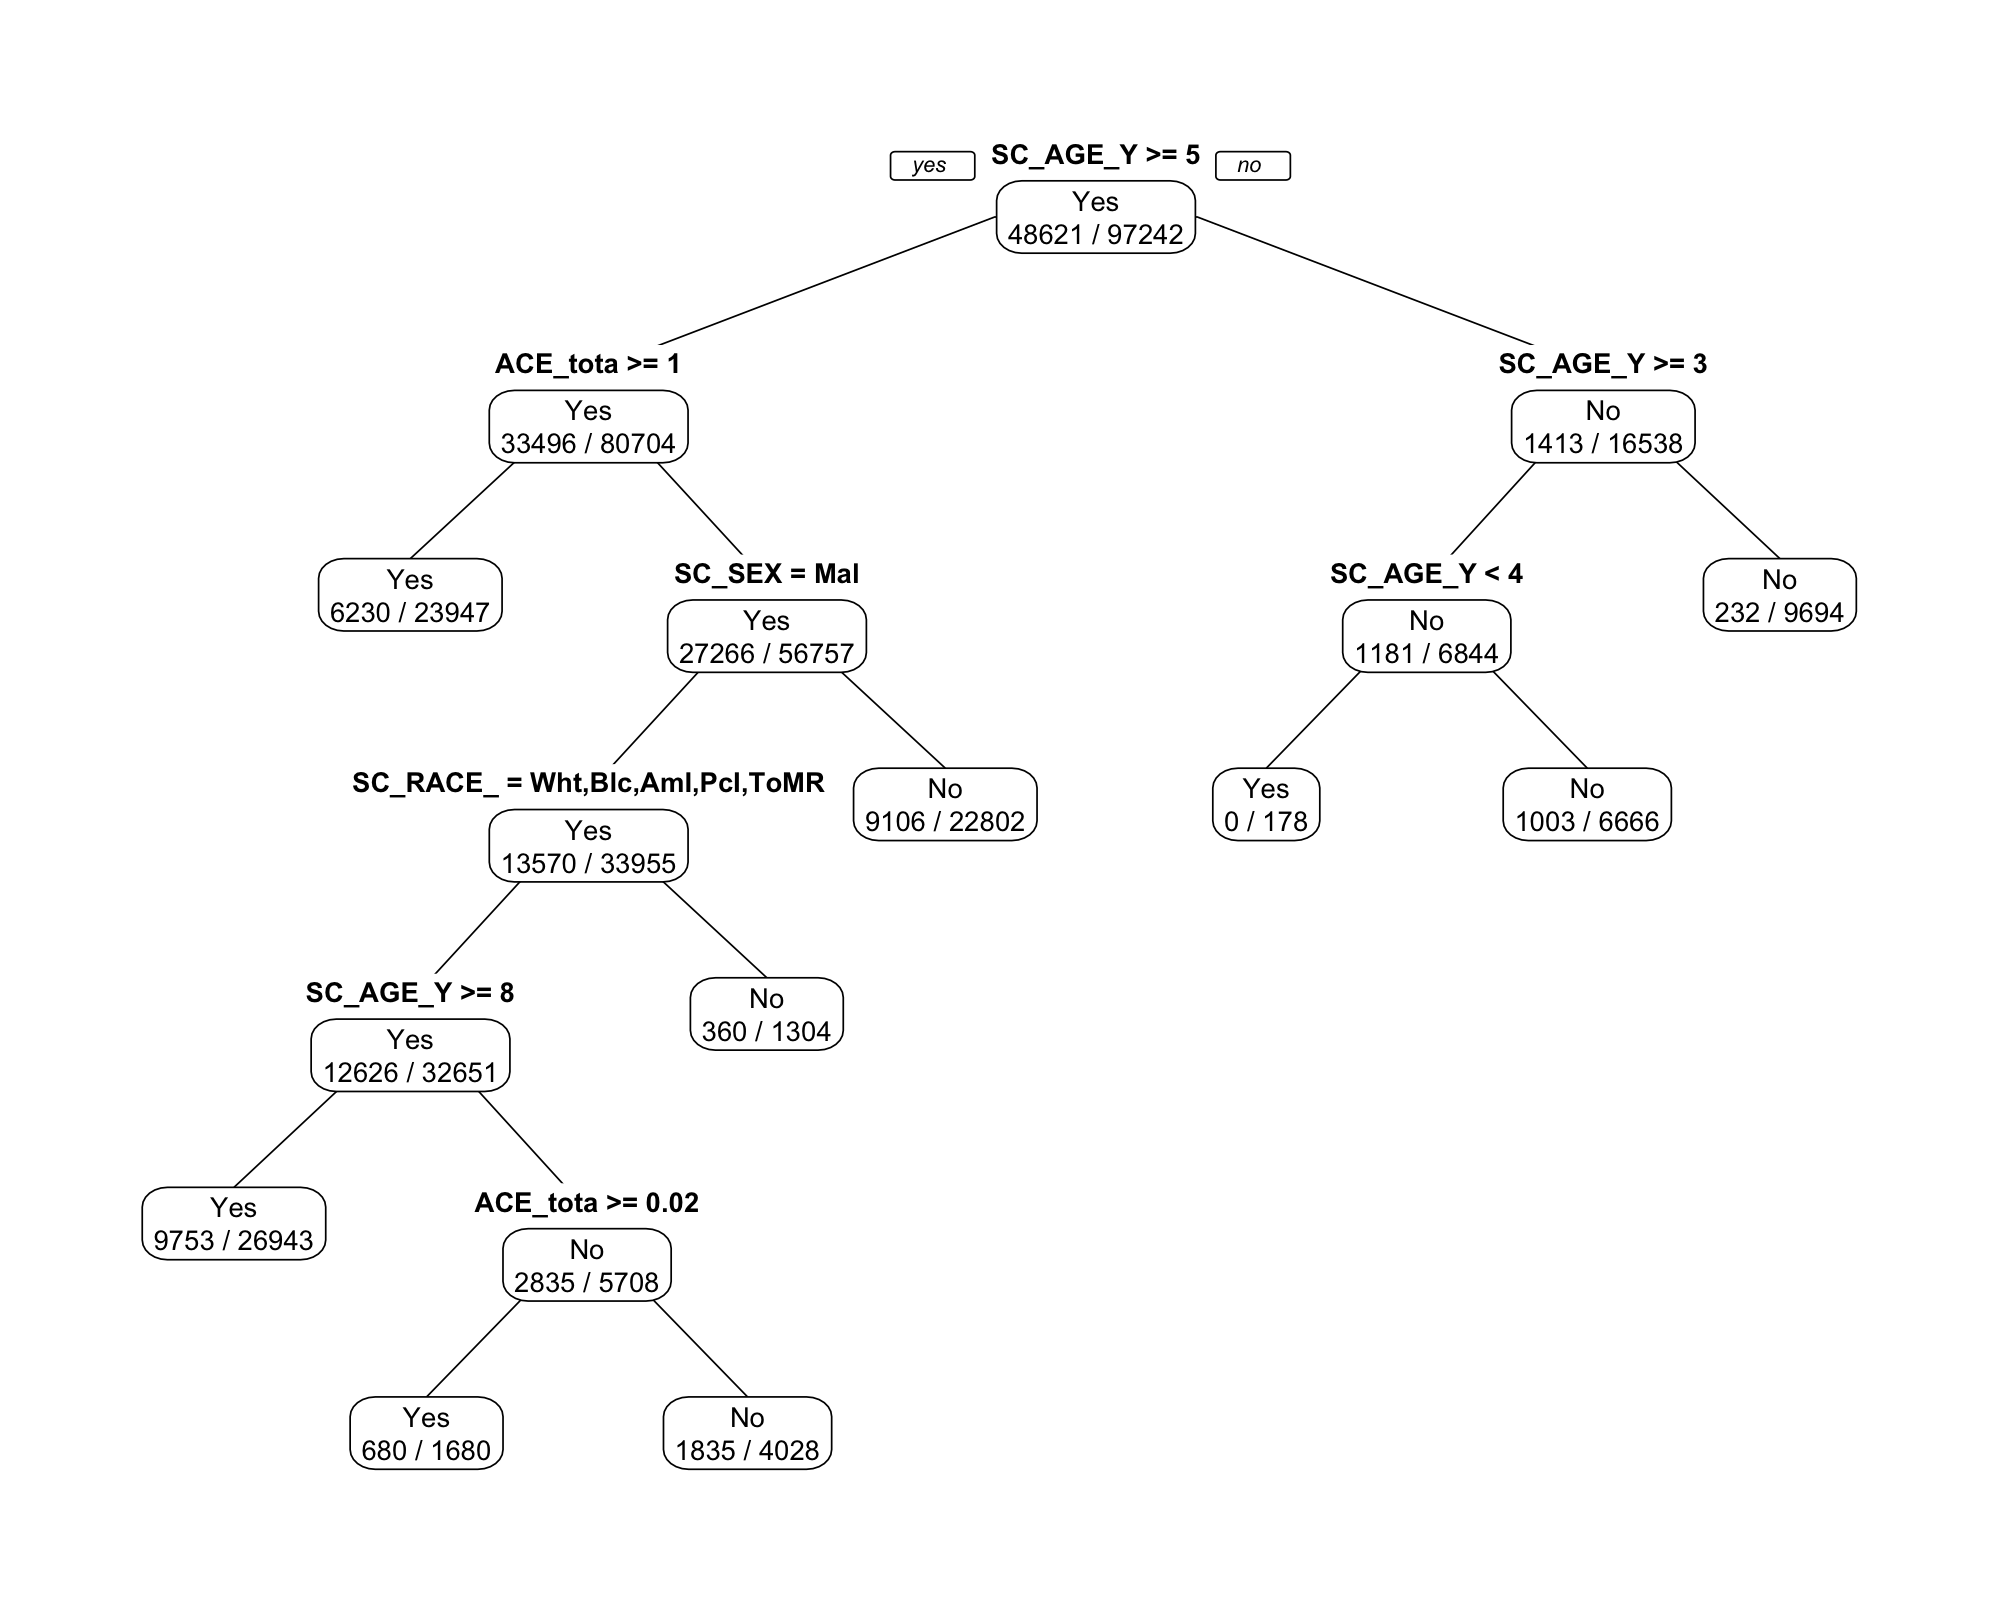 yes
SC_AGE_Y >= 5
no
Yes
48621 / 97242
ACE_tota >= 1
SC_AGE_Y >= 3
Yes
33496 / 80704
No
1413 / 16538
Yes
6230 / 23947
SC_SEX = Mal
Yes
27266 / 56757
SC_AGE_Y < 4
No
1181 / 6844
No
232 / 9694
SC_RACE_ = Wht,Blc,AmI,PcI,ToMR
Yes
13570 / 33955
No
9106 / 22802
Yes
0 / 178
No
1003 / 6666
SC_AGE_Y >= 8
Yes
12626 / 32651
No
360 / 1304
Yes
9753 / 26943
ACE_tota >= 0.02
No
2835 / 5708
Yes
680 / 1680
No
1835 / 4028